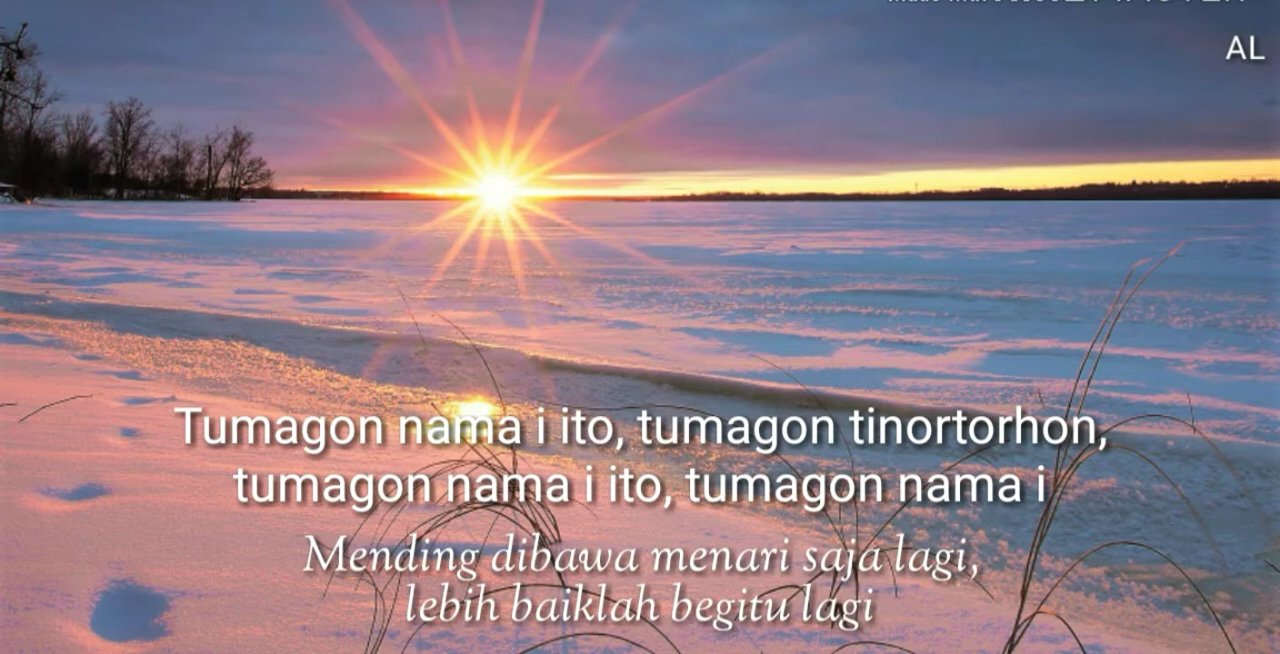 AL
Tumagon nama i ito, tumagon tinortorhon,
tumagon nama i ito, tumagon nama i
Mending dibawa menari saja lagi,
lebih baiklah begitu lagi